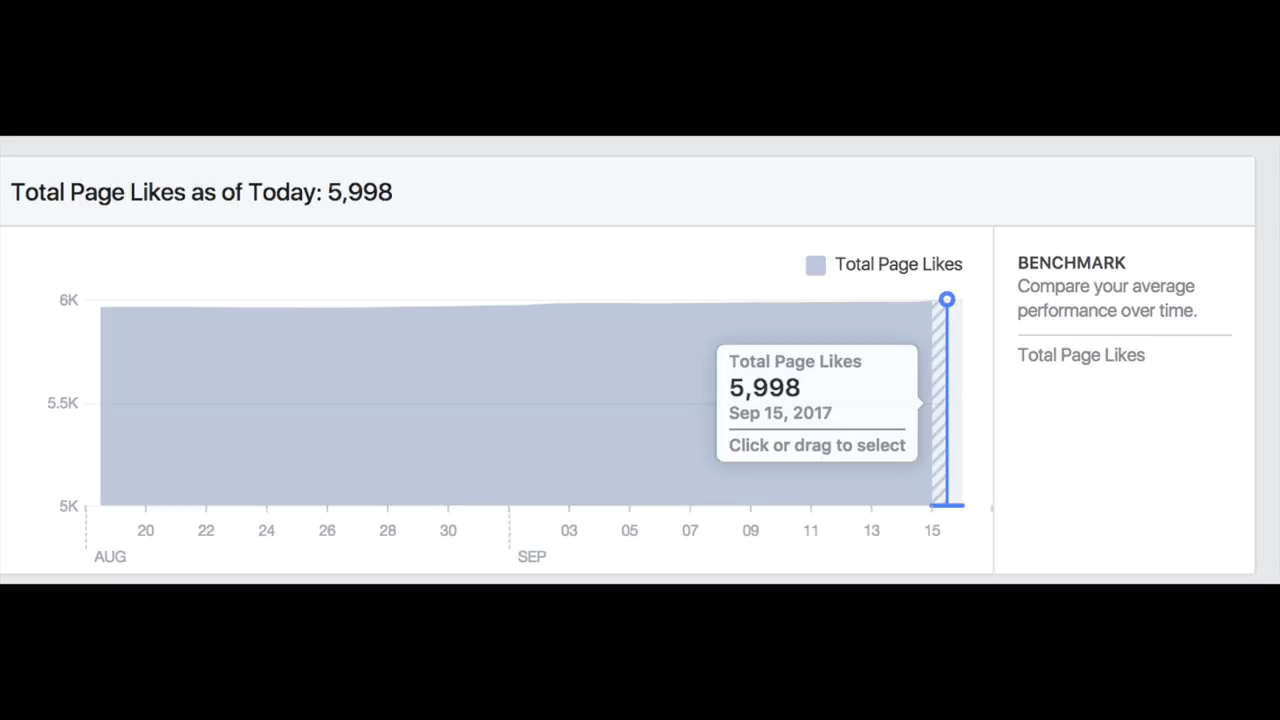 Total Page Likes as of Today: 5,998
Total Page Likes
BENCHMARK
Compare your average
performance over time.
Total Page Likes
6K
5.5K
5K
Total Page Likes
5,998
Sep 15, 2017
Click or drag to select
20 22 24 26 28 30 03 05 07 09 11 13 15
AUG SEP